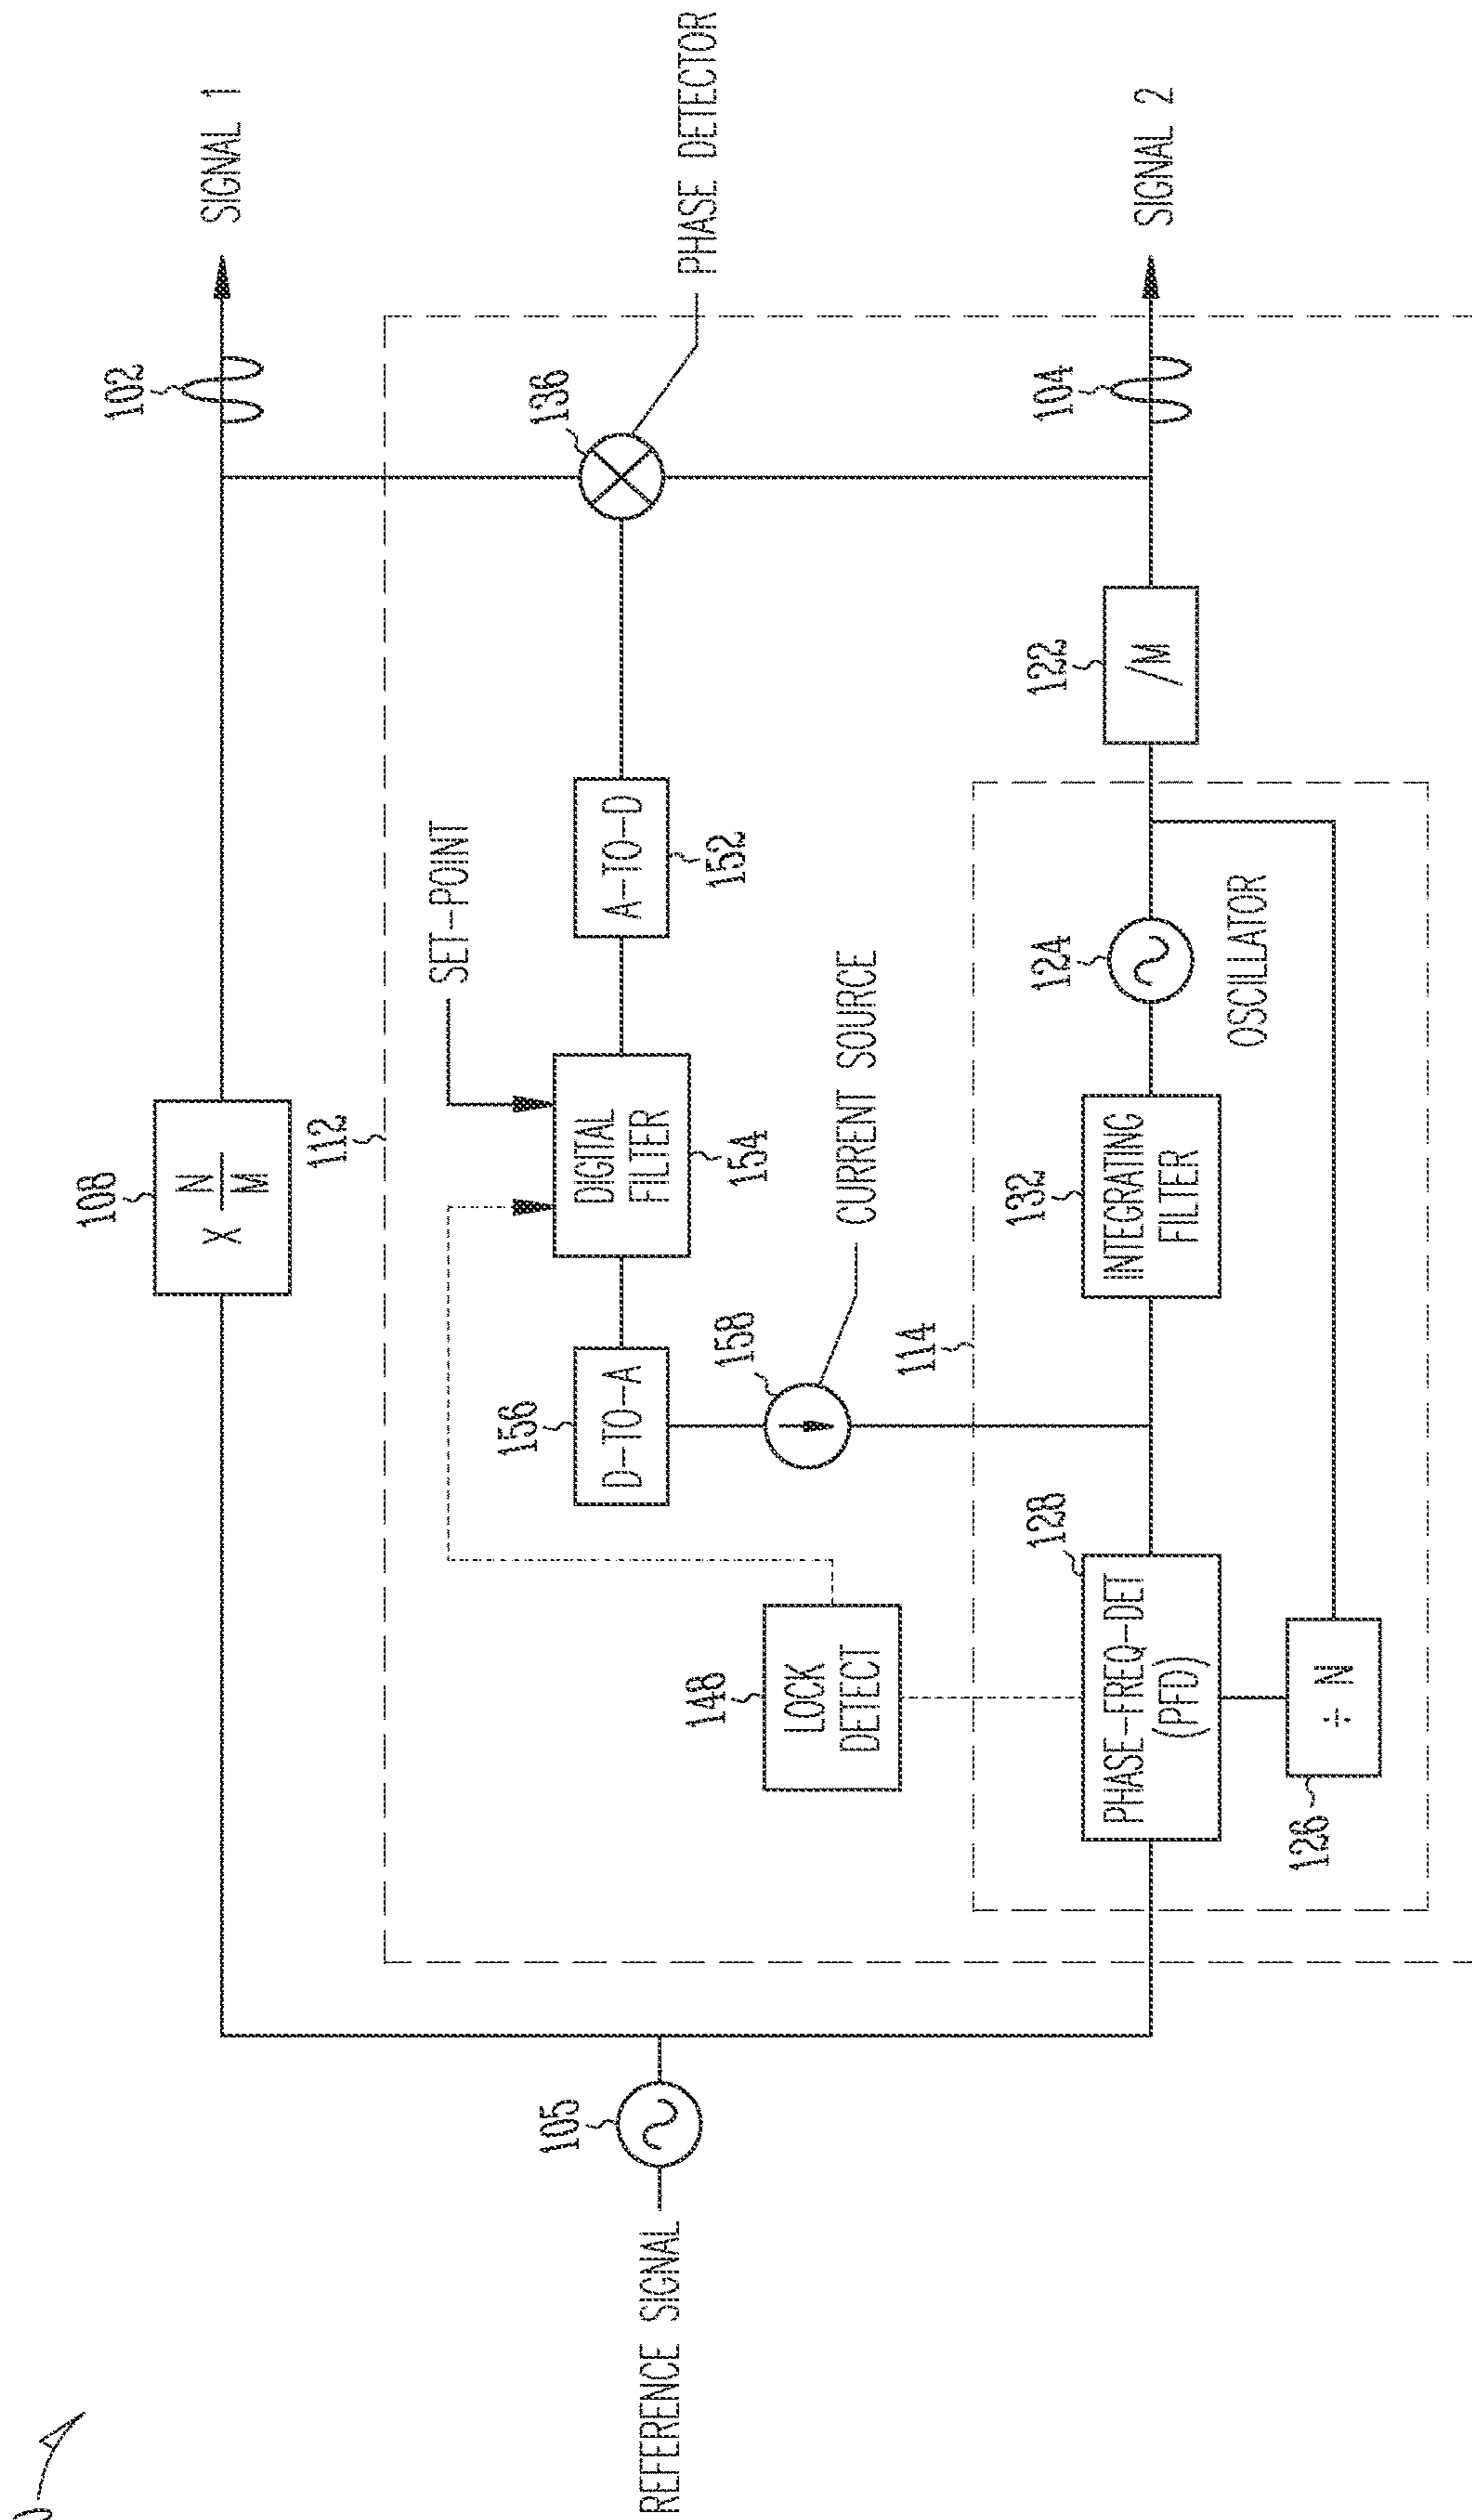 102
SIGNAL 1
108
X N
M
112
SET-POINT
136
PHASE DETECTOR
156
D-TO-A
DIGITAL
FILTER
154
A-TO-D
152
158
CURRENT SOURCE
105
REFERENCE SIGNAL
148
LOCK
DETECT
114
128
PHASE-FREQ-DET
(PFD)
132
INTEGRATING
FILTER
124
OSCILLATOR
122
/M
104
SIGNAL 2
126
÷ N